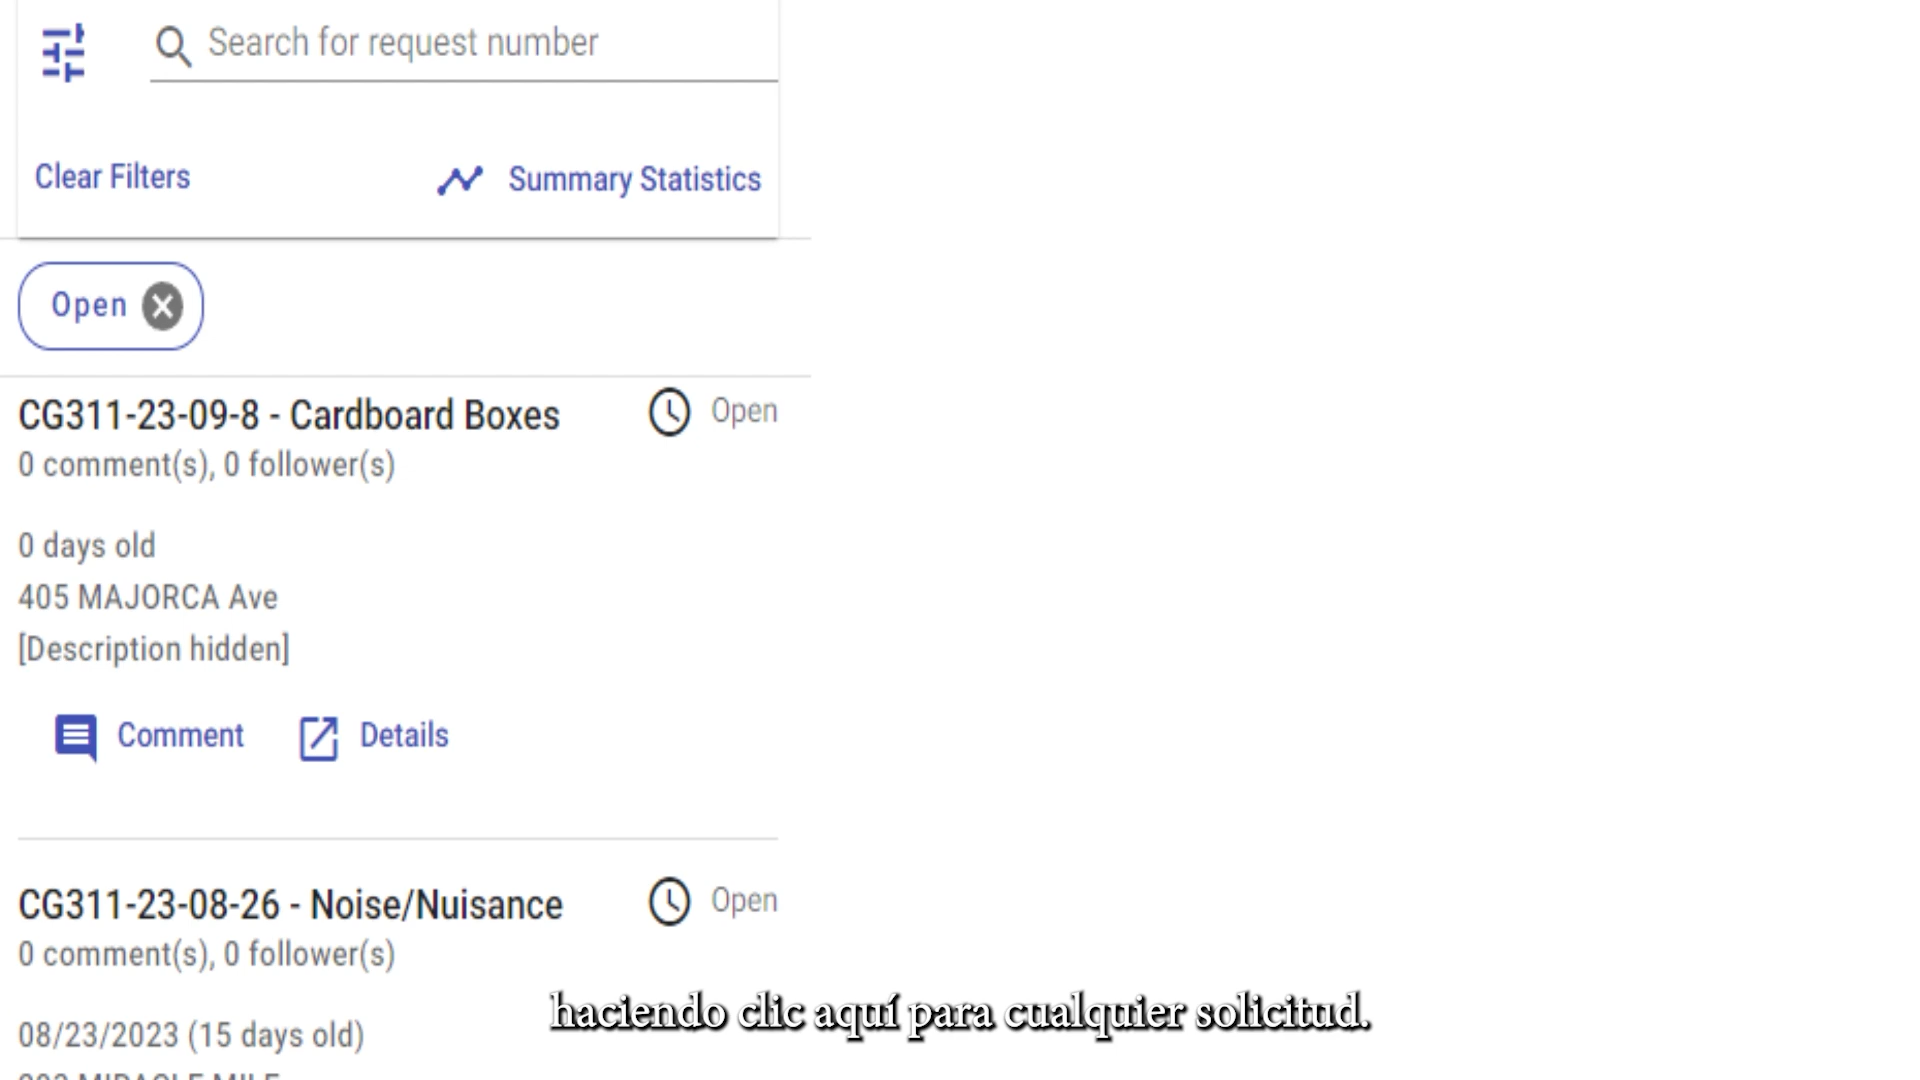 Search for request number
Clear Filters
Summary Statistics
Open
CG311-23-09-8 - Cardboard Boxes
Open
0 comment(s), 0 follower(s)
0 days old
405 MAJORCA Ave
[Description hidden]
Comment
Details
CG311-23-08-26 - Noise/Nuisance
Open
0 comment(s), 0 follower(s)
haciendo clic aquí para cualquier solicitud.
08/23/2023 (15 days old)
MIRACLE MILE